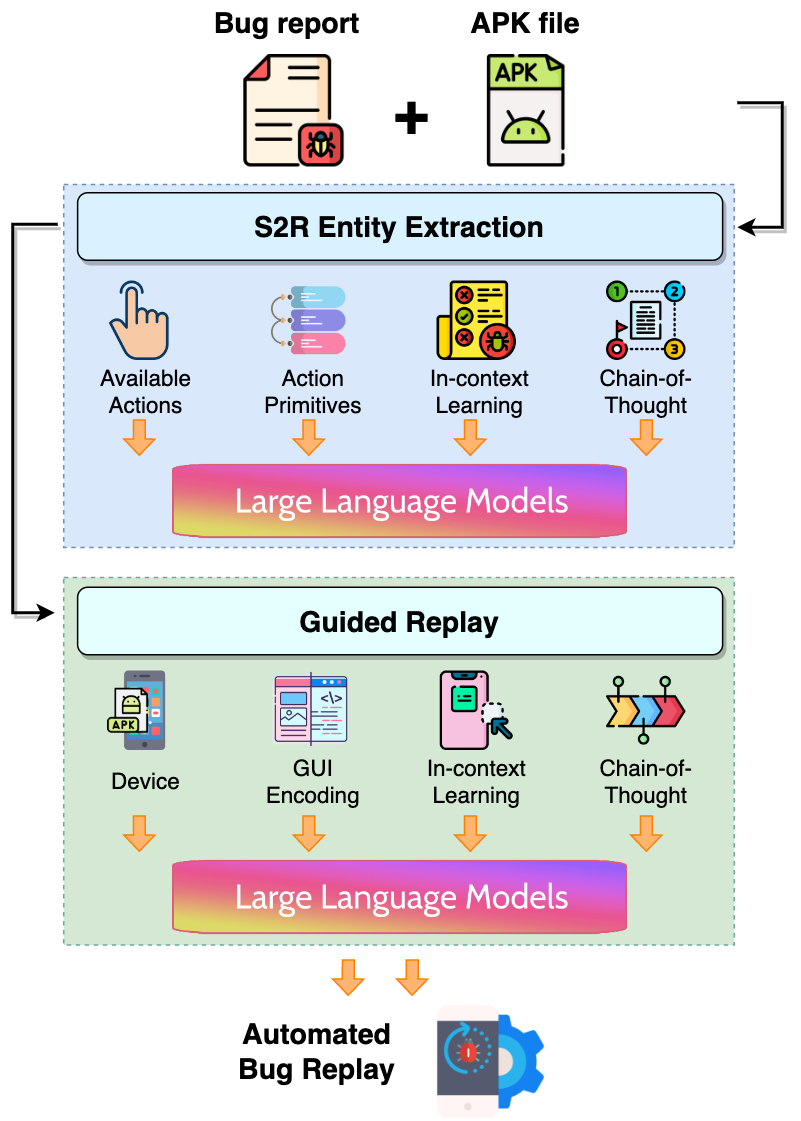 Bug report
APK file
APK
+
S2R Entity Extraction
1
2
3
Available
Actions
Action
Primitives
In-context
Learning
Chain-of-
Thought
Large Language Models
Guided Replay
APK
</>
Device
GUI
Encoding
In-context
Learning
Chain-of-
Thought
Large Language Models
Automated
Bug Replay